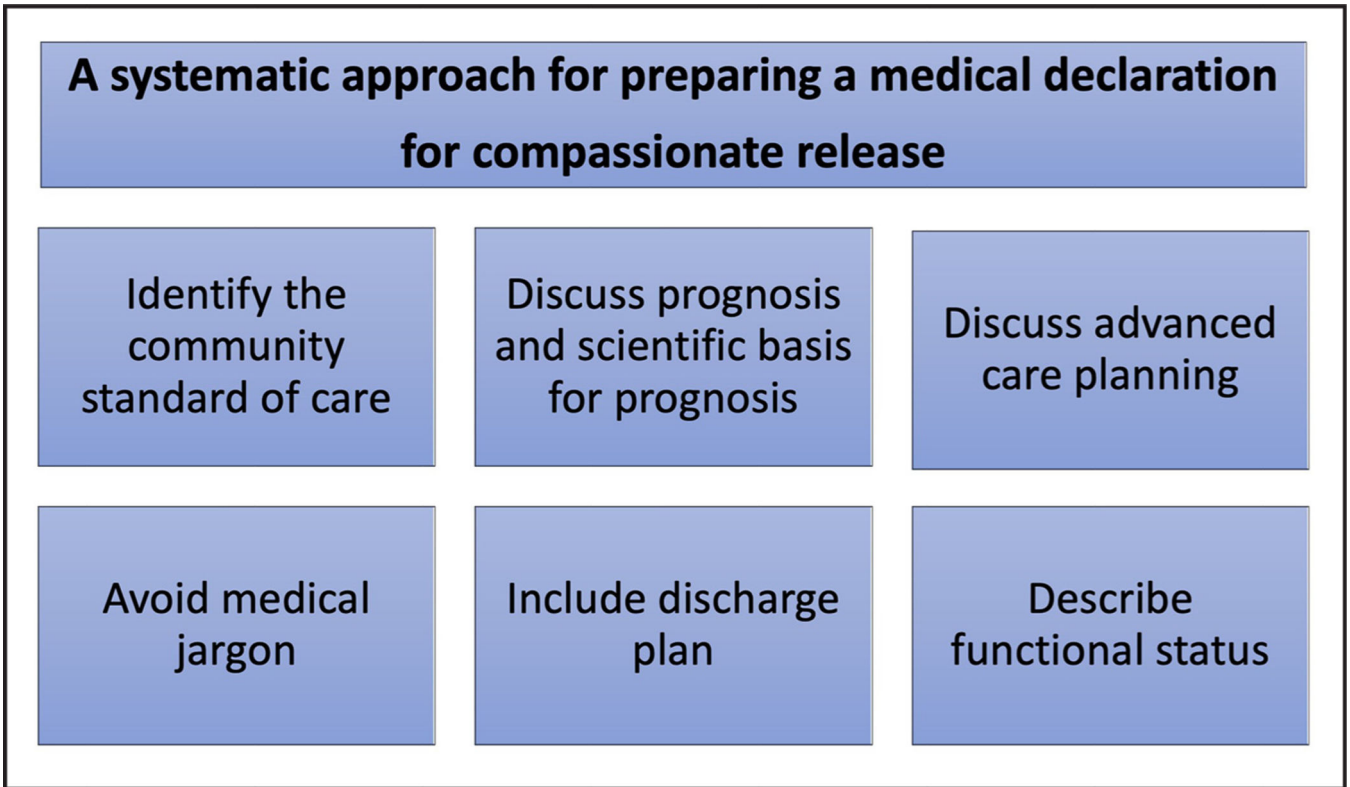 A systematic approach for preparing a medical declaration
for compassionate release
Identify the
community
standard of care
Discuss prognosis
and scientific basis
for prognosis
Discuss advanced
care planning
Avoid medical
jargon
Include discharge
plan
Describe
functional status